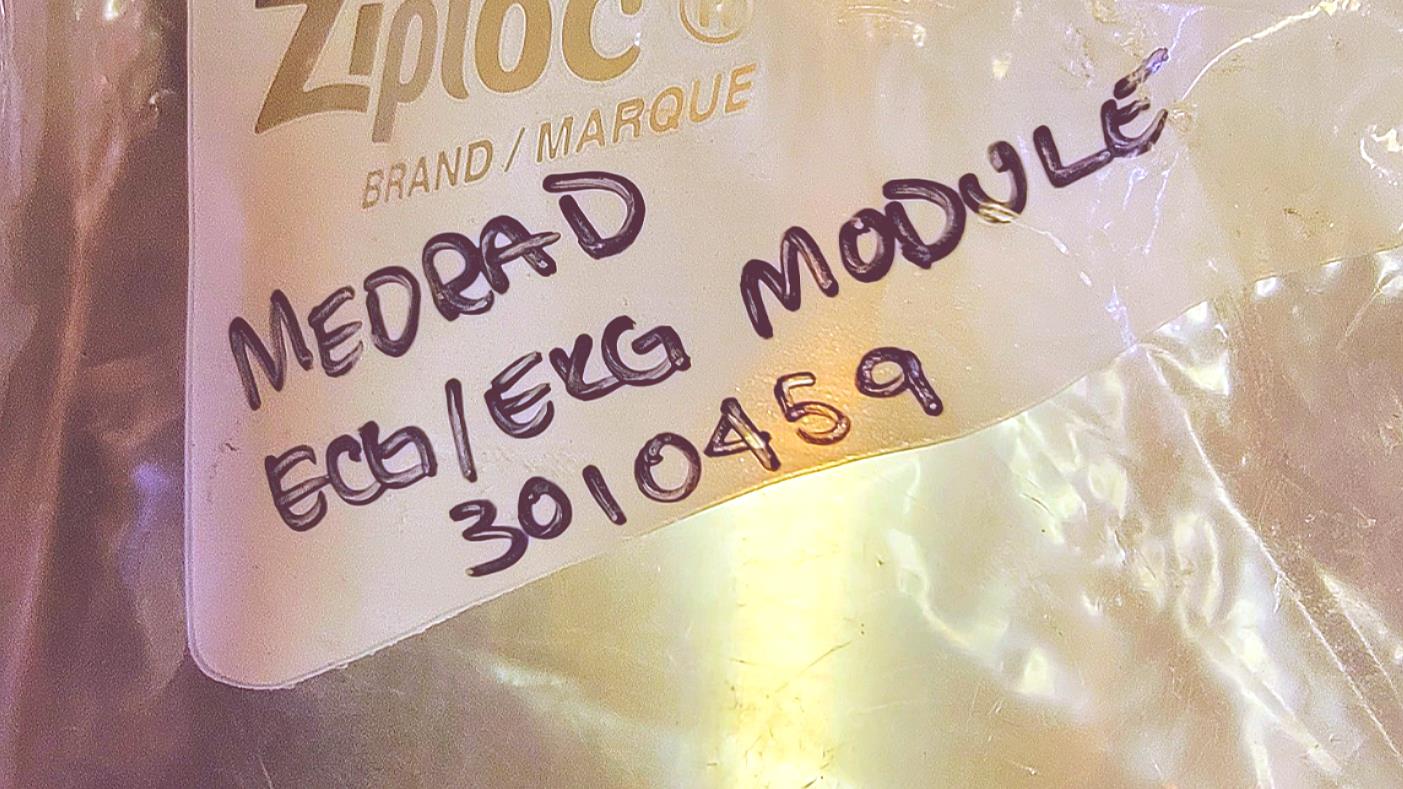 Ziploc ®
BRAND / MARQUE
MEDRAD
ECG/EKG MODULE
3010459